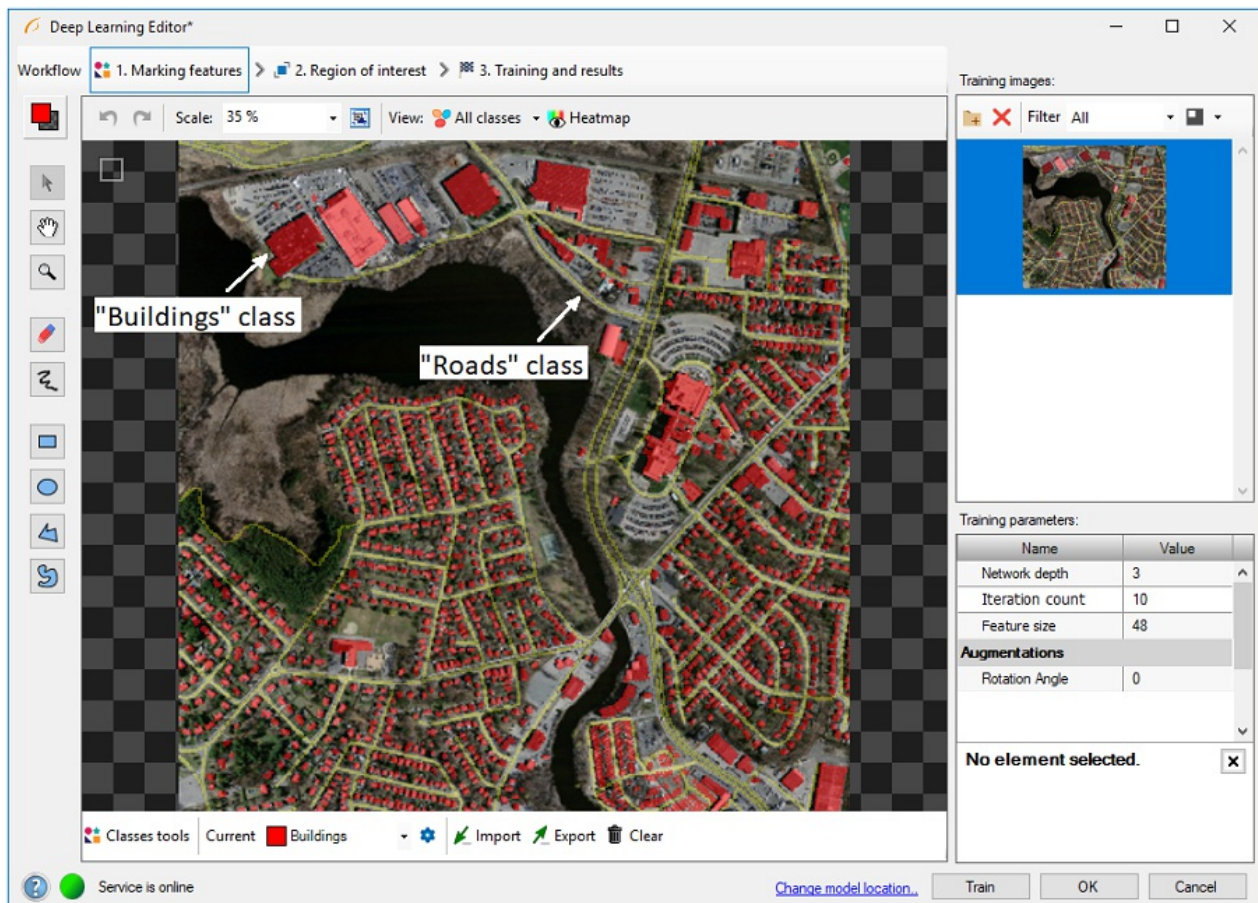 Deep Learning Editor*
Workflow 1. Marking features 2. Region of interest 3. Training and results
Scale: 35 % View: All classes Heatmap
"Buildings" class
"Roads" class
Classes tools Current Buildings Import Export Clear
Training images:
Filter All
Training parameters:
Name Value
Network depth 3
Iteration count 10
Feature size 48
Augmentations
Rotation Angle 0
No element selected.
Service is online Change model location.. Train OK Cancel